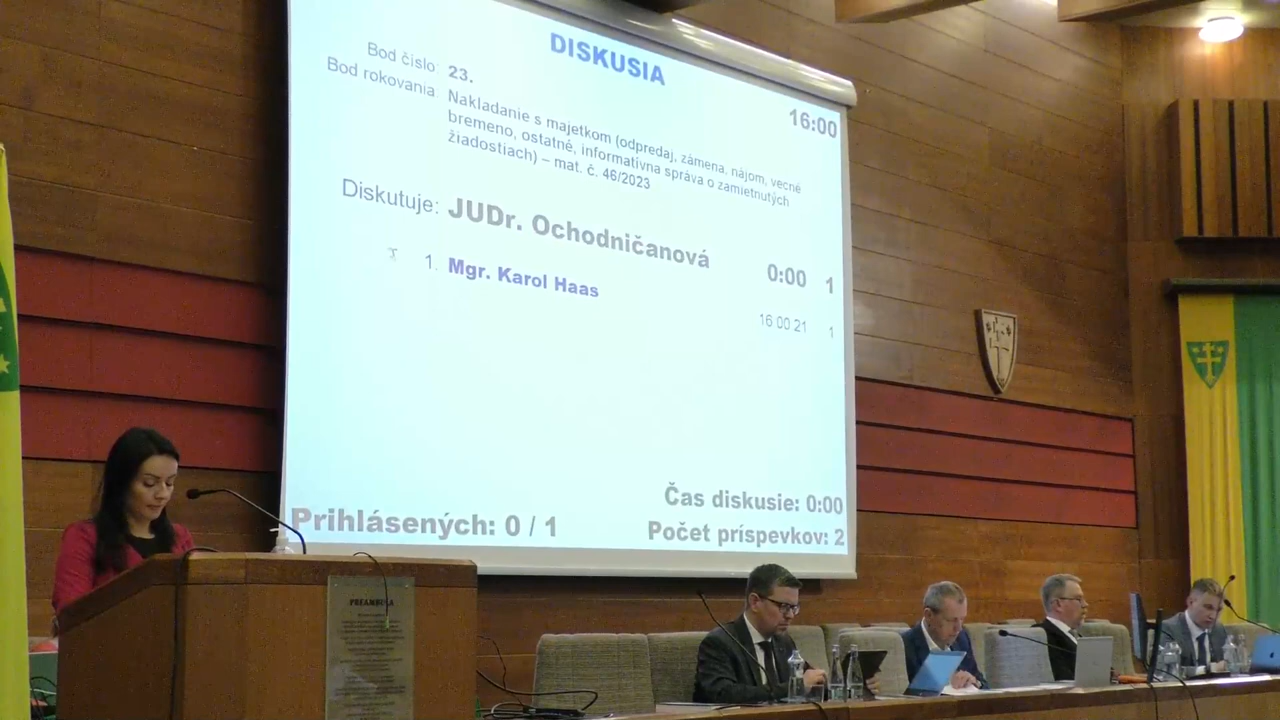 DISKUSIA
16:00
Bod číslo: 23.
Bod rokovania: Nakladanie s majetkom (odpredaj, zámena, nájom, vecné
bremeno, ostatné, informatívna správa o zamietnutých
žiadostiach) – mat. č. 46/2023
Diskutuje: JUDr. Ochodničanová 0:00 1
1. Mgr. Karol Haas
16 00 21 1
Čas diskusie: 0:00
Prihlásených: 0 / 1
Počet príspevkov: 2
PREAMBULA